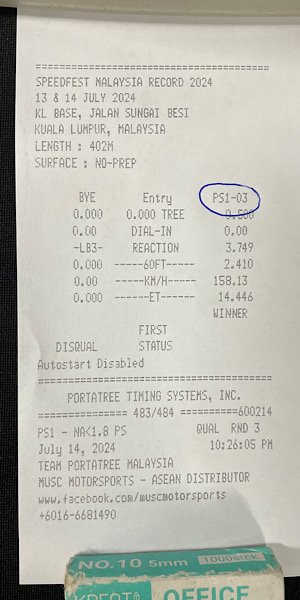 ==========================================
SPEEDFEST MALAYSIA RECORD 2024
13 & 14 JULY 2024
KL BASE, JALAN SUNGAI BESI
KUALA LUMPUR, MALAYSIA
LENGTH : 402M
SURFACE : NO-PREP
BYE Entry PS1-03
0.000 0.000 TREE 0.500
0.00 DIAL-IN 0.00
-LB3- REACTION 3.749
0.000 -----60FT----- 2.410
0.00 -----KM/H----- 158.13
0.000 ------ET------ 14.446
WINNER
FIRST
DISQUAL STATUS
Autostart Disabled
==========================================
PORTATREE TIMING SYSTEMS, INC.
================ 483/484 ==========600214
PS1 - NA<1.8 PS QUAL RND 3
July 14, 2024 10:26:05 PM
TEAM PORTATREE MALAYSIA
MUSC MOTORSPORTS - ASEAN DISTRIBUTOR
www.facebook.com/muscmotorsports
+6016-6681490
NO.10 5mm 1000stek
OFFICE